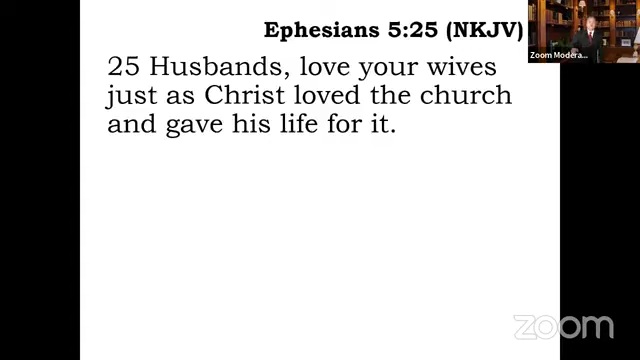 Ephesians 5:25 (NKJV)
25 Husbands, love your wives
just as Christ loved the church
and gave his life for it.
Zoom Modera...
zoom